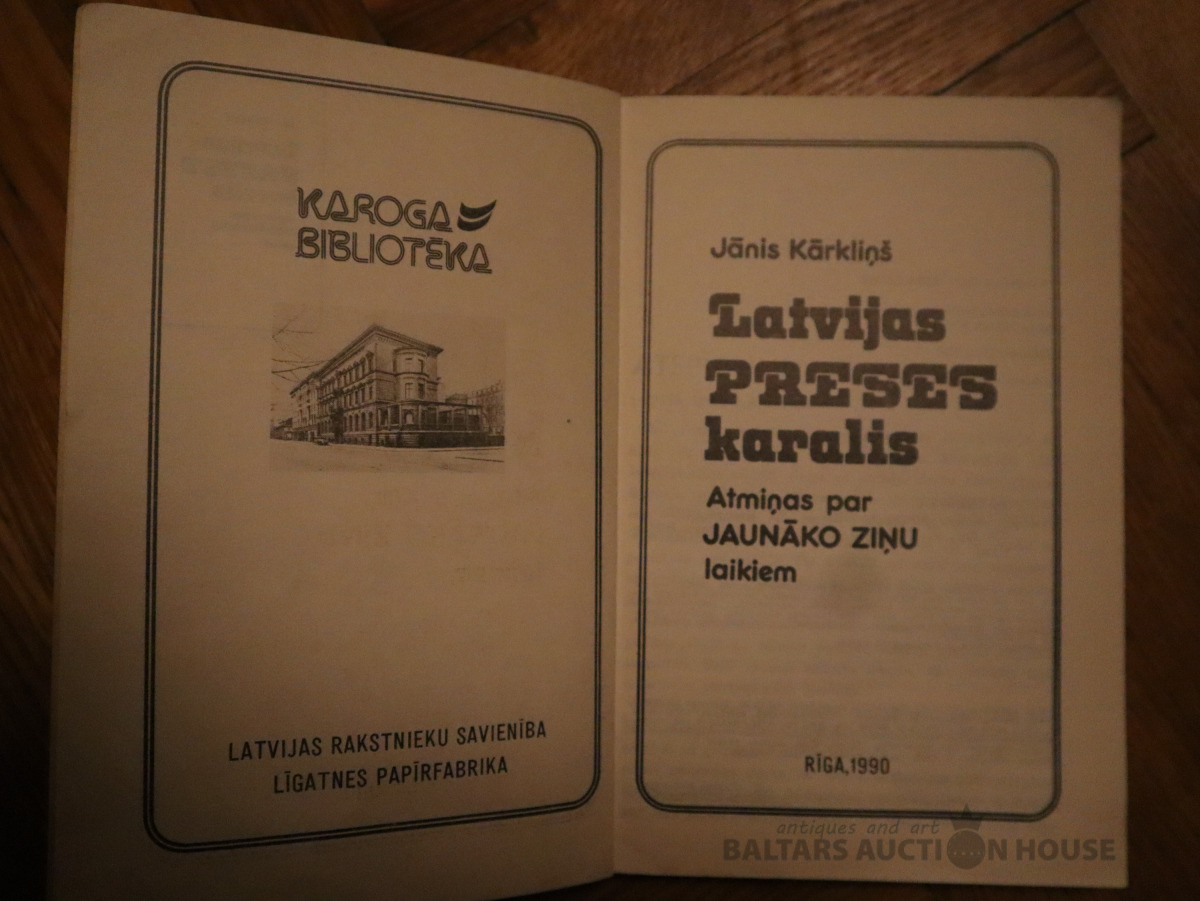 KAROGA
BIBLIOTĒKA
LATVIJAS RAKSTNIEKU SAVIENĪBA
LĪGATNES PAPĪRFABRIKA
Jānis Kārkliņš
Latvijas
PRESES
karalis
Atmiņas par
JAUNĀKO ZIŅU
laikiem
RĪGA, 1990
antiques and art
BALTARS AUCTION HOUSE